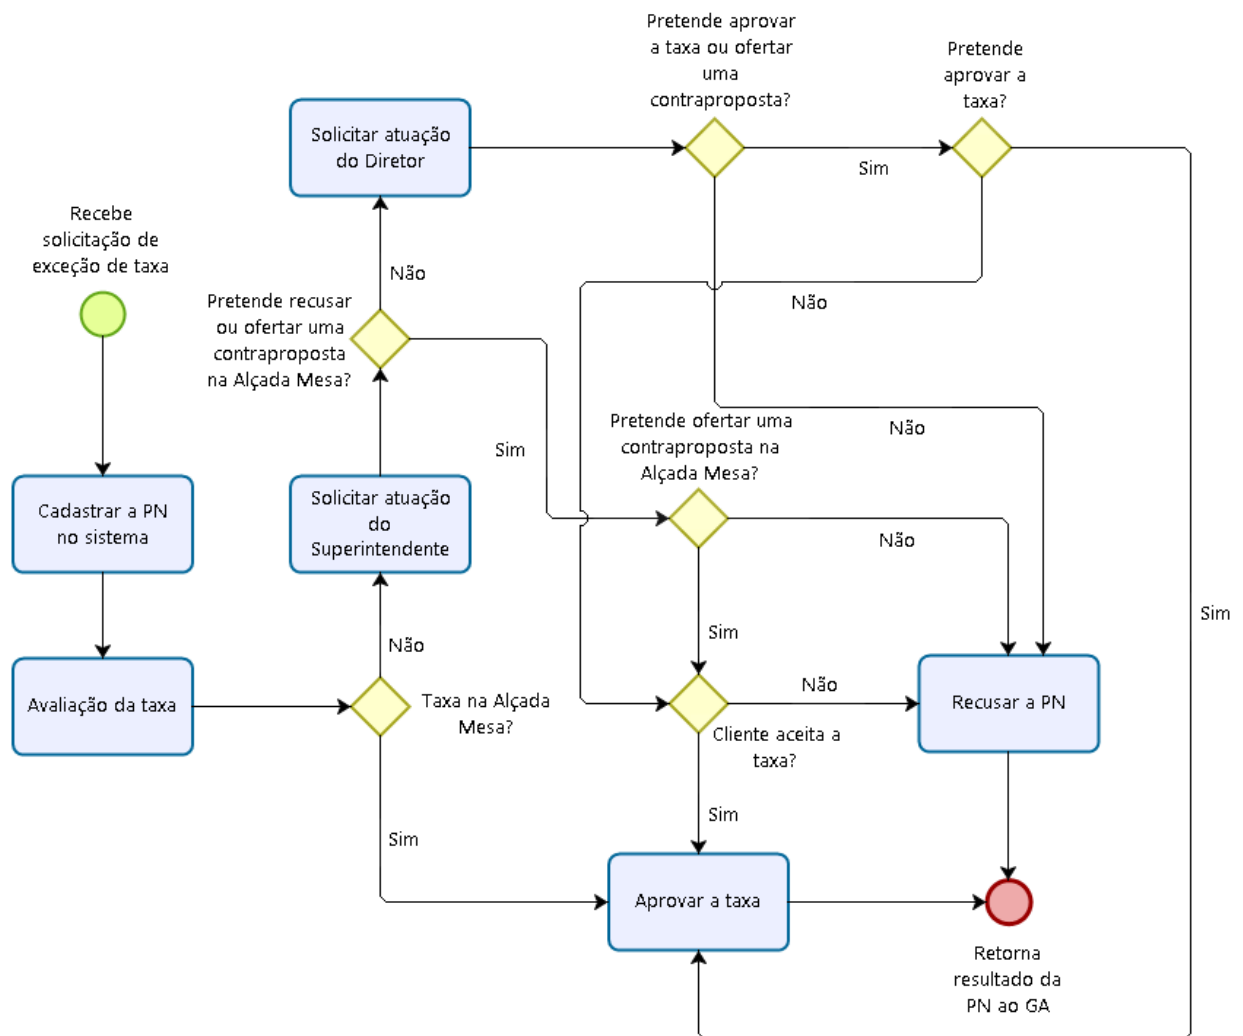 Pretende aprovar
a taxa ou ofertar
uma
contraproposta?
Pretende
aprovar a
taxa?
Solicitar atuação
do Diretor
Sim
Recebe
solicitação de
exceção de taxa
Não
Não
Pretende recusar
ou ofertar uma
contraproposta
na Alçada Mesa?
Pretende ofertar uma
contraproposta na
Alçada Mesa?
Não
Sim
Cadastrar a PN
no sistema
Solicitar atuação
do
Superintendente
Não
Sim
Não
Sim
Avaliação da taxa
Taxa na Alçada
Mesa?
Não
Recusar a PN
Cliente aceita a
taxa?
Sim
Sim
Aprovar a taxa
Retorna
resultado da
PN ao GA